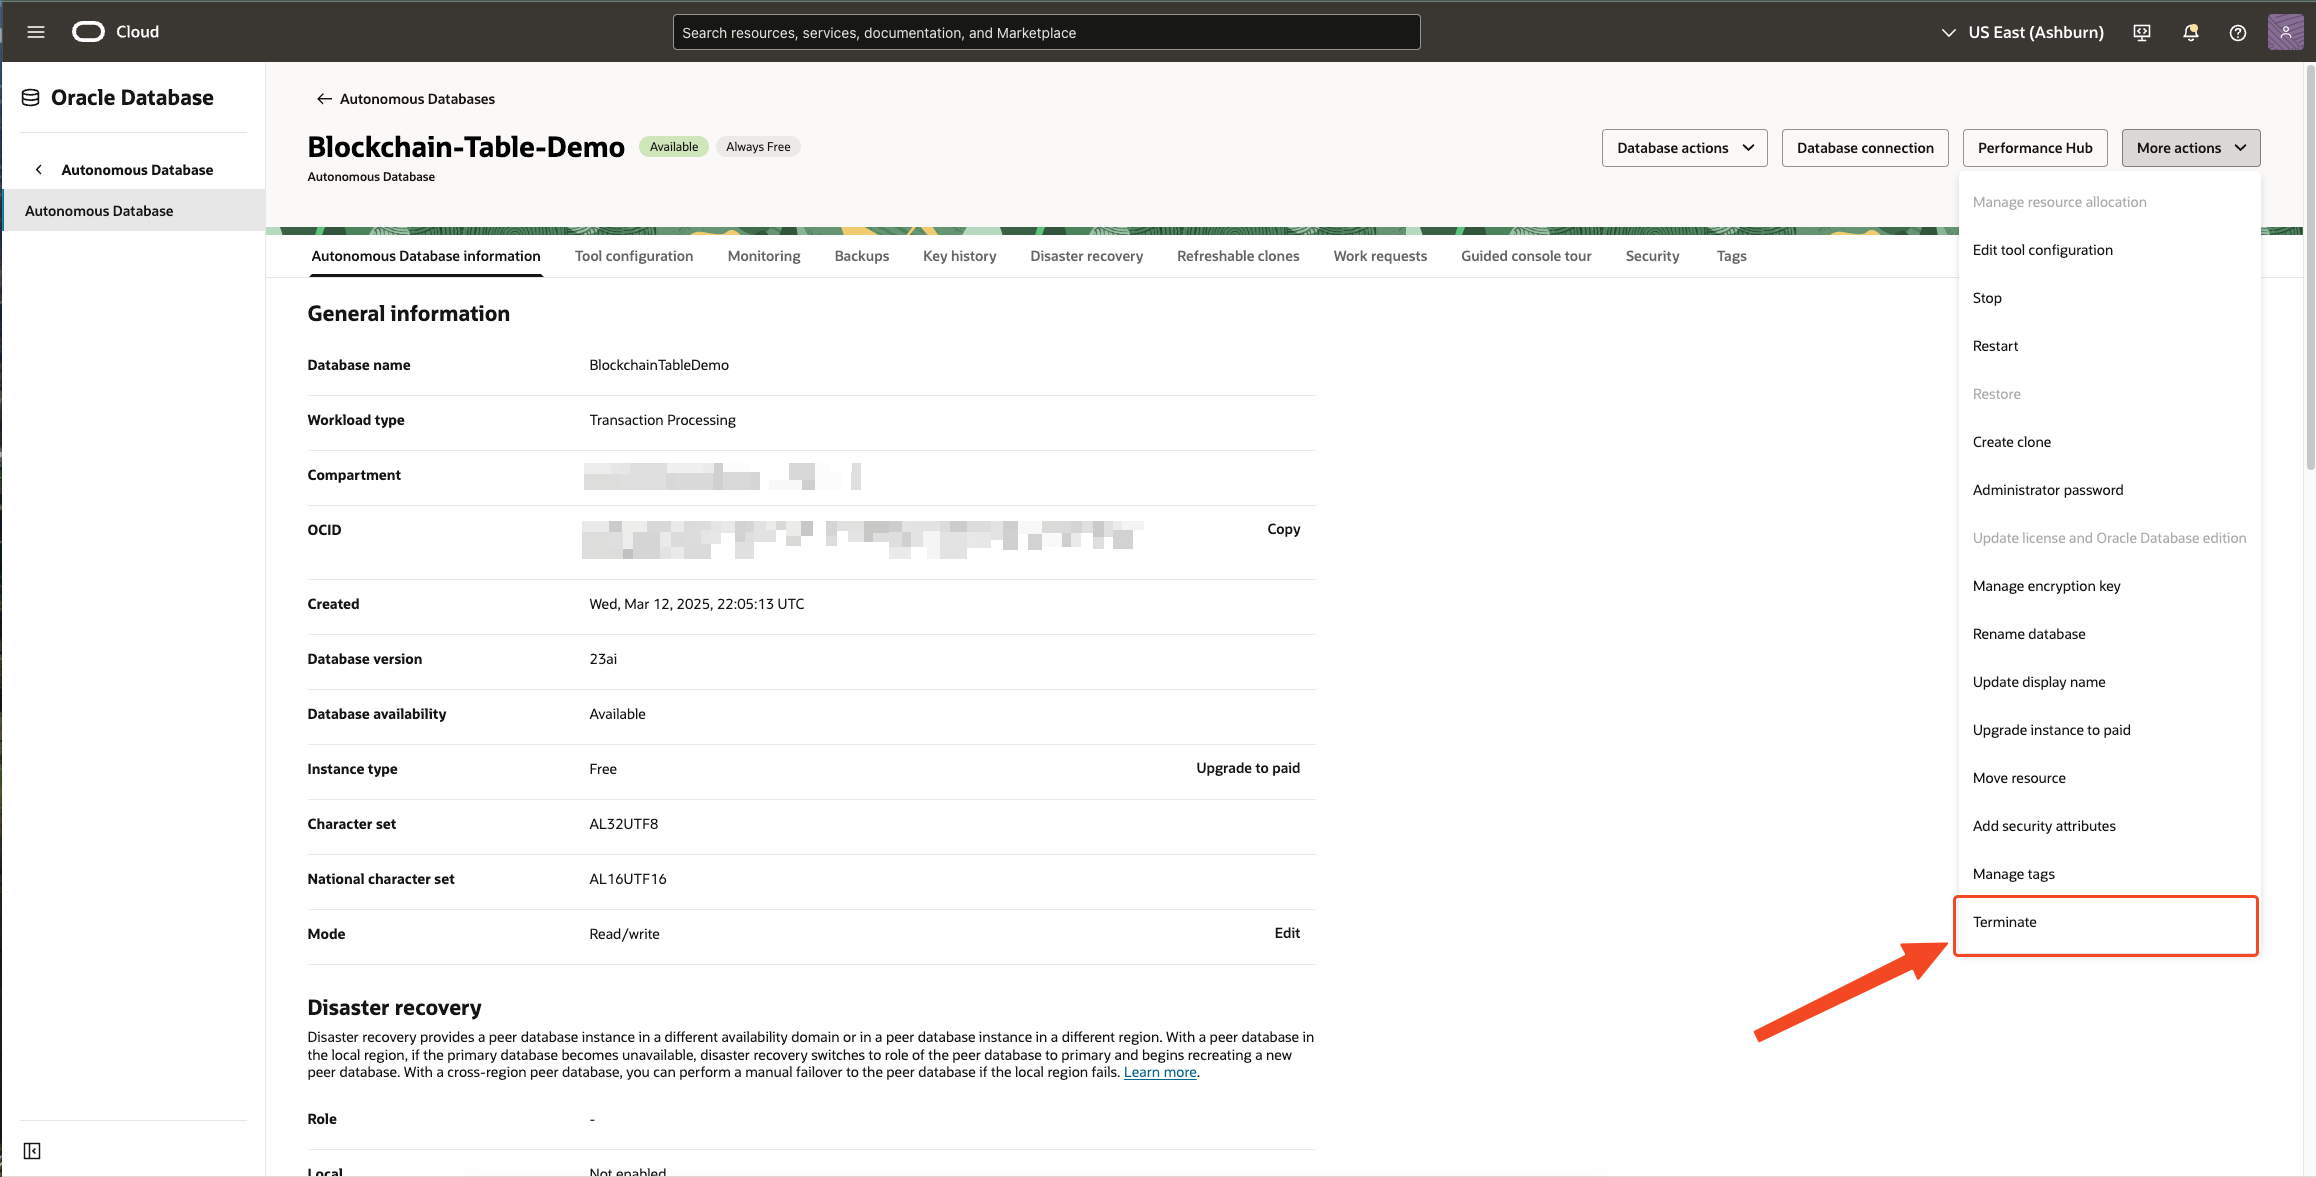 Cloud
Search resources, services, documentation, and Marketplace
US East (Ashburn)
Oracle Database
Autonomous Database
Autonomous Database
Autonomous Databases
Blockchain-Table-Demo
Available
Always Free
Autonomous Database
Database actions
Database connection
Performance Hub
More actions
Manage resource allocation
Edit tool configuration
Stop
Restart
Restore
Create clone
Administrator password
Update license and Oracle Database edition
Manage encryption key
Rename database
Update display name
Upgrade instance to paid
Move resource
Add security attributes
Manage tags
Terminate
Autonomous Database information
Tool configuration
Monitoring
Backups
Key history
Disaster recovery
Refreshable clones
Work requests
Guided console tour
Security
Tags
General information
Database name BlockchainTableDemo
Workload type Transaction Processing
Compartment
OCID Copy
Created Wed, Mar 12, 2025, 22:05:13 UTC
Database version 23ai
Database availability Available
Instance type Free Upgrade to paid
Character set AL32UTF8
National character set AL16UTF16
Mode Read/write Edit
Disaster recovery
Disaster recovery provides a peer database instance in a different availability domain or in a peer database instance in a different region. With a peer database in
the local region, if the primary database becomes unavailable, disaster recovery switches to role of the peer database to primary and begins recreating a new
peer database. With a cross-region peer database, you can perform a manual failover to the peer database if the local region fails. Learn more.
Role -
Local Not enabled